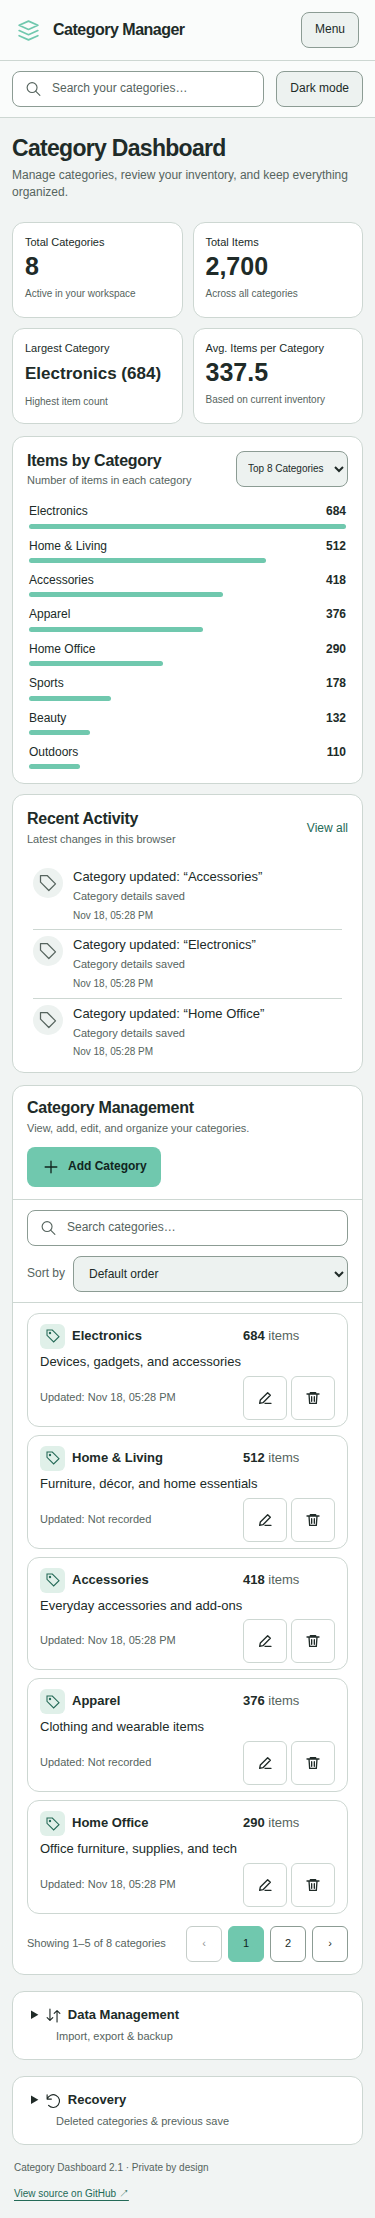 Category Manager
Menu
Search your categories…
Dark mode
Category Dashboard
Manage categories, review your inventory, and keep everything
organized.
Total Categories
8
Active in your workspace
Total Items
2,700
Across all categories
Largest Category
Electronics (684)
Highest item count
Avg. Items per Category
337.5
Based on current inventory
Items by Category
Number of items in each category
Top 8 Categories
Electronics 684
Home & Living 512
Accessories 418
Apparel 376
Home Office 290
Sports 178
Beauty 132
Outdoors 110
Recent Activity
Latest changes in this browser
View all
Category updated: “Accessories”
Category details saved
Nov 18, 05:28 PM
Category updated: “Electronics”
Category details saved
Nov 18, 05:28 PM
Category updated: “Home Office”
Category details saved
Nov 18, 05:28 PM
Category Management
View, add, edit, and organize your categories.
Add Category
Search categories…
Sort by Default order
Electronics 684 items
Devices, gadgets, and accessories
Updated: Nov 18, 05:28 PM
Home & Living 512 items
Furniture, décor, and home essentials
Updated: Not recorded
Accessories 418 items
Everyday accessories and add-ons
Updated: Nov 18, 05:28 PM
Apparel 376 items
Clothing and wearable items
Updated: Not recorded
Home Office 290 items
Office furniture, supplies, and tech
Updated: Nov 18, 05:28 PM
Showing 1–5 of 8 categories ‹ 1 2 ›
Data Management
Import, export & backup
Recovery
Deleted categories & previous save
Category Dashboard 2.1 · Private by design
View source on GitHub ↗